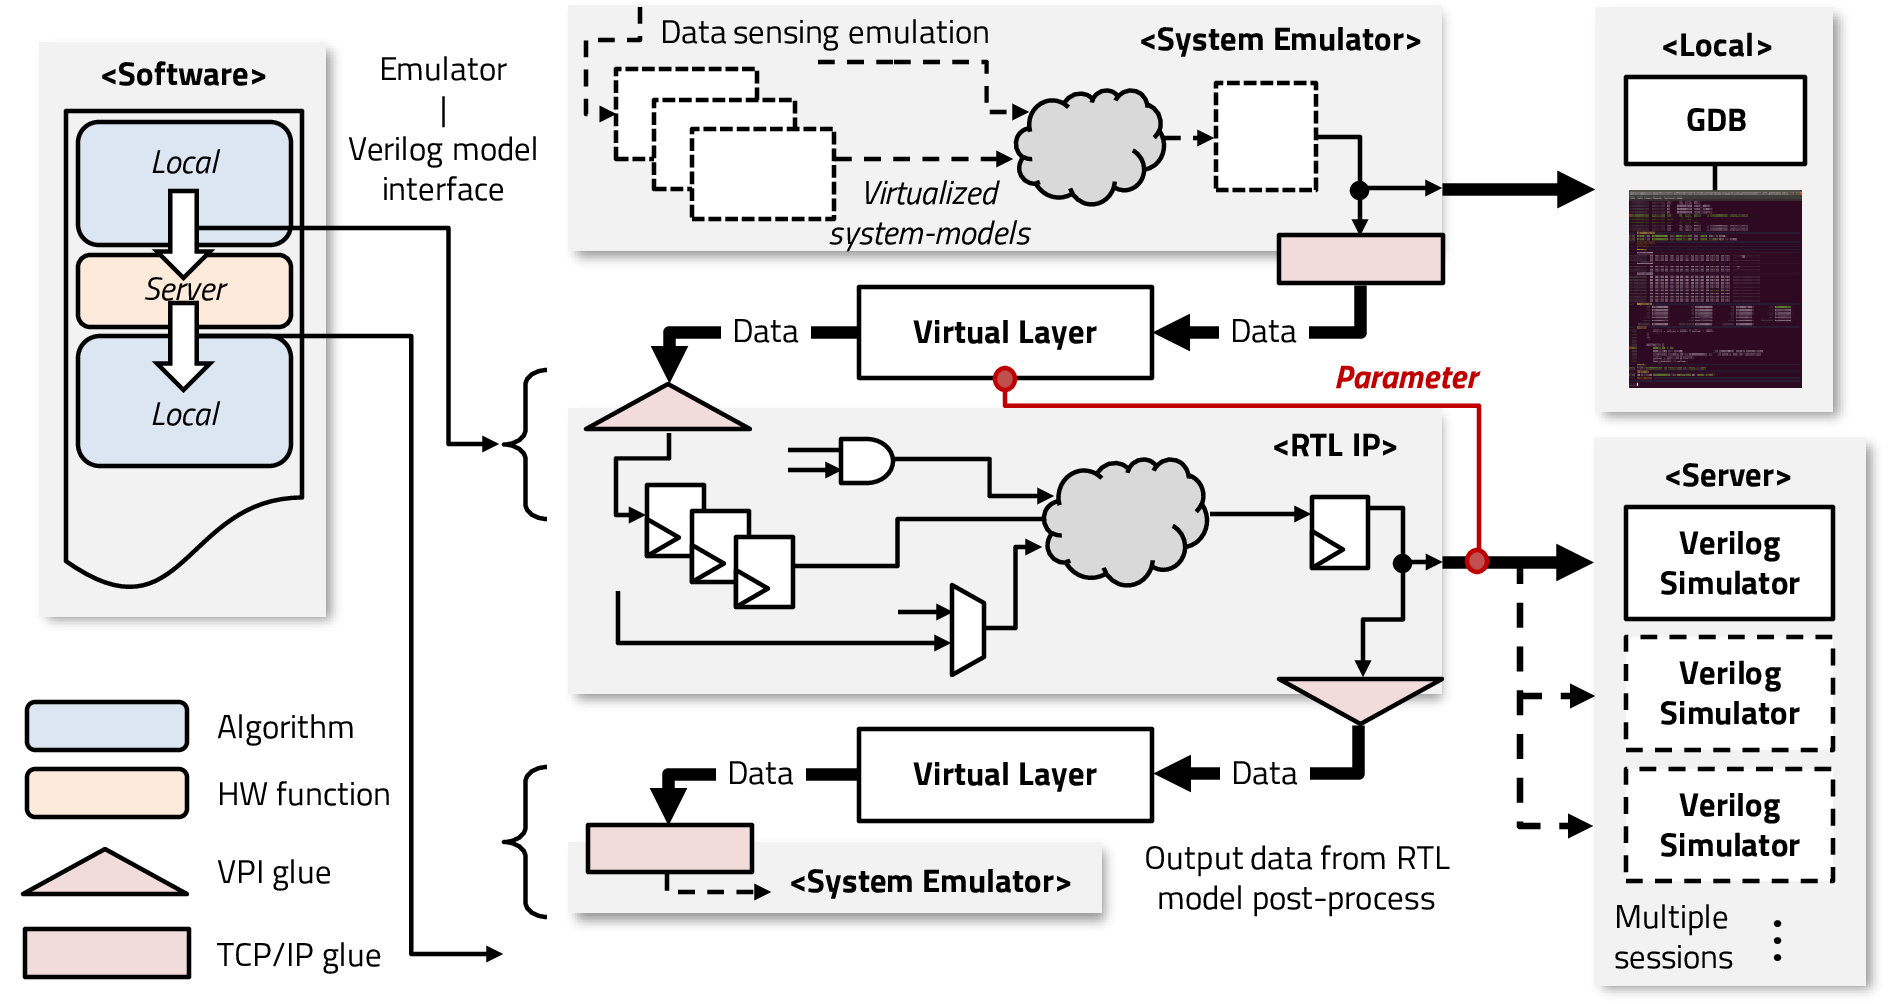 <Software>
Local
Server
Local
Emulator
|
Verilog model
interface
Data sensing emulation
<System Emulator>
Virtualized
system-models
<Local>
GDB
Data
Virtual Layer
Data
Parameter
<RTL IP>
<Server>
Verilog
Simulator
Verilog
Simulator
Verilog
Simulator
Multiple
sessions
Data
Virtual Layer
Data
<System Emulator>
Output data from RTL
model post-process
Algorithm
HW function
VPI glue
TCP/IP glue